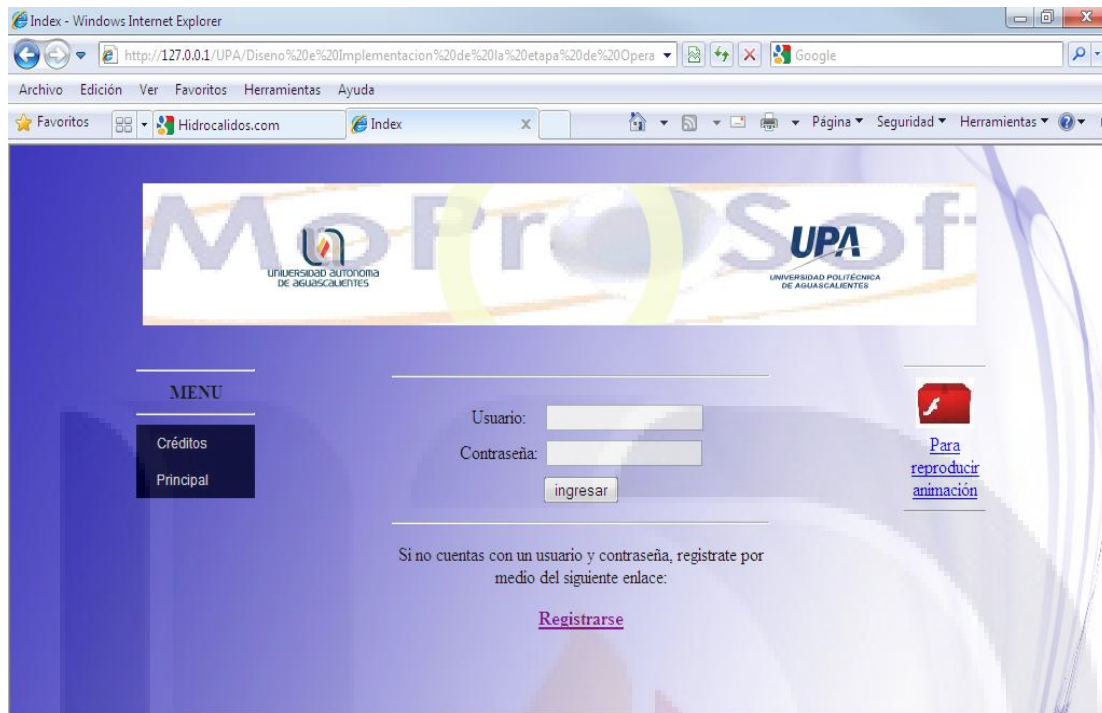 Index - Windows Internet Explorer
http://127.0.0.1/UPA/Diseno%20e%20Implementacion%20de%20la%20etapa%20de%20Opera
Google
Archivo Edición Ver Favoritos Herramientas Ayuda
Favoritos Hidrocalidos.com Index Página Seguridad Herramientas
MoProSof
UNIVERSIDAD AUTONOMA
DE AGUASCALIENTES
UPA
UNIVERSIDAD POLITÉCNICA
DE AGUASCALIENTES
MENU
Créditos
Principal
Usuario:
Contraseña:
ingresar
Si no cuentas con un usuario y contraseña, registrate por
medio del siguiente enlace:
Registrarse
Para
reproducir
animación